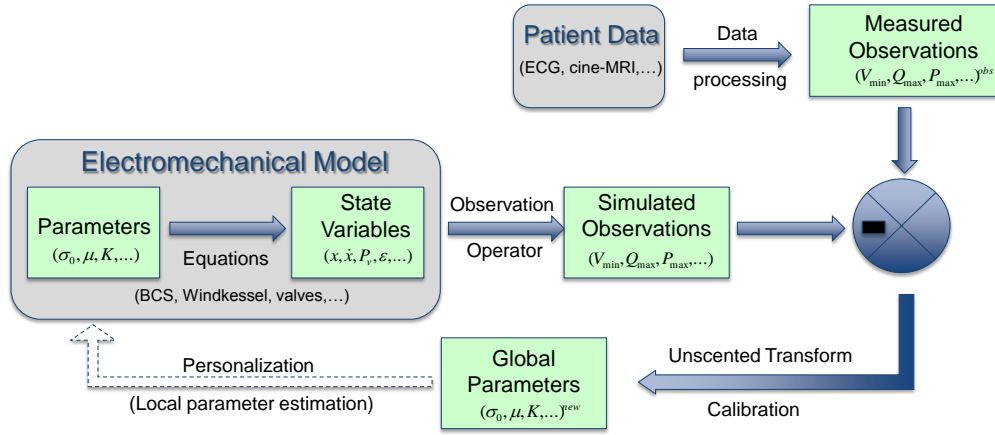 Patient Data
(ECG, cine-MRI,…)
Data
processing
Measured
Observations
(V_min, Q_max, P_max,…)^obs
Electromechanical Model
Parameters
(σ_0, μ, K,…)
Equations
State
Variables
(x, ẋ, P_v, ε,…)
(BCS, Windkessel, valves,…)
Observation
Operator
Simulated
Observations
(V_min, Q_max, P_max,…)
Personalization
(Local parameter estimation)
Global
Parameters
(σ_0, μ, K,…)^new
Unscented Transform
Calibration